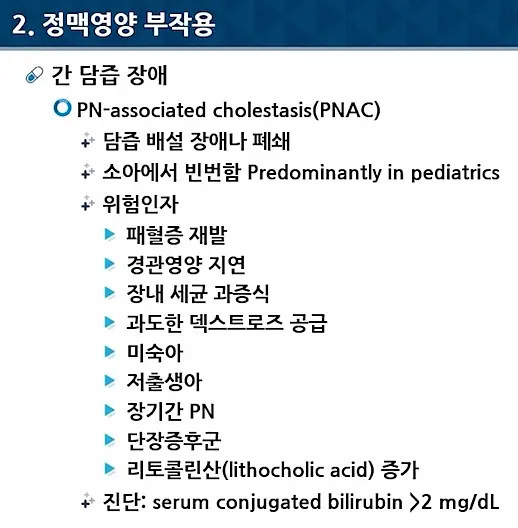 2. 정맥영양 부작용
간 담즙 장애
PN-associated cholestasis(PNAC)
담즙 배설 장애나 폐쇄
소아에서 빈번함 Predominantly in pediatrics
위험인자
패혈증 재발
경관영양 지연
장내 세균 과증식
과도한 덱스트로즈 공급
미숙아
저출생아
장기간 PN
단장증후군
리토콜린산(lithocholic acid) 증가
진단: serum conjugated bilirubin >2 mg/dL